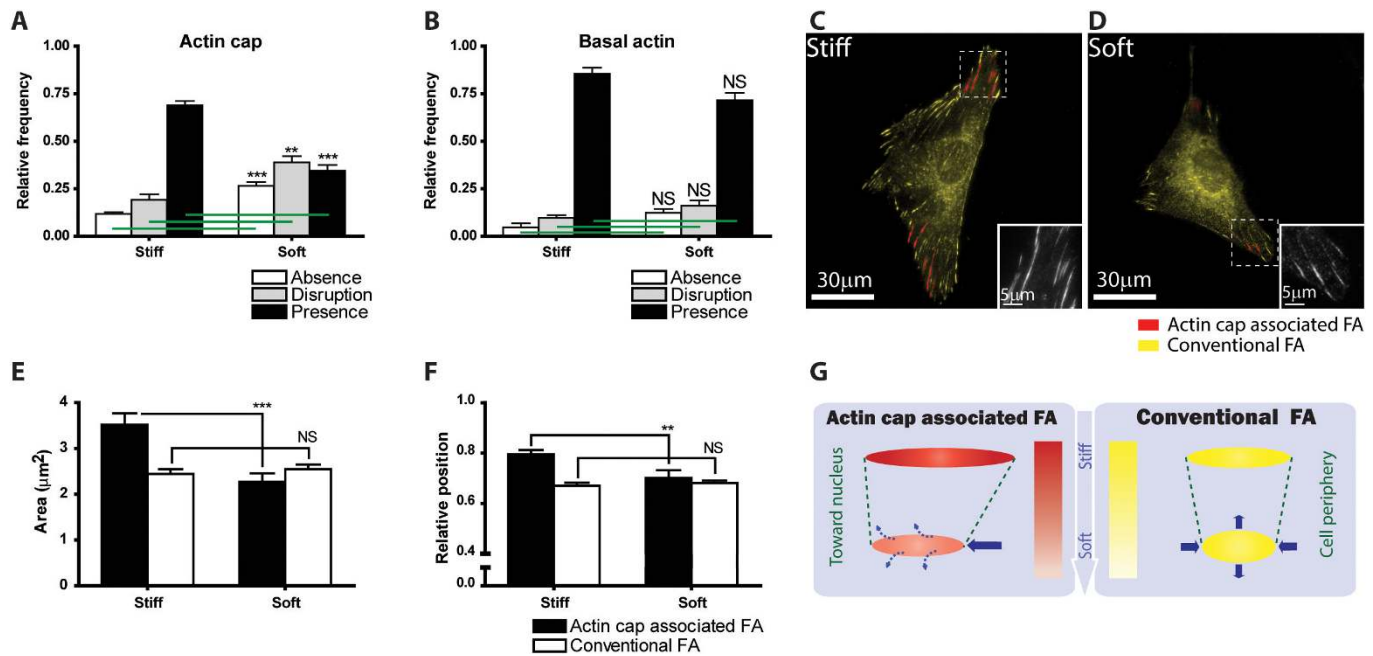 A
Actin cap
Relative frequency
1.00
0.75
0.50
0.25
0.00
***
**
***
Stiff
Soft
Absence
Disruption
Presence
B
Basal actin
Relative frequency
1.00
0.75
0.50
0.25
0.00
NS
NS
NS
Stiff
Soft
Absence
Disruption
Presence
C
Stiff
30μm
5μm
D
Soft
30μm
5μm
Actin cap associated FA
Conventional FA
E
Area (μm²)
4
3
2
1
0
***
NS
Stiff
Soft
F
Relative position
1.0
0.8
0.6
0.4
0.0
**
NS
Stiff
Soft
Actin cap associated FA
Conventional FA
G
Actin cap associated FA
Toward nucleus
Stiff
Soft
Conventional FA
Cell periphery